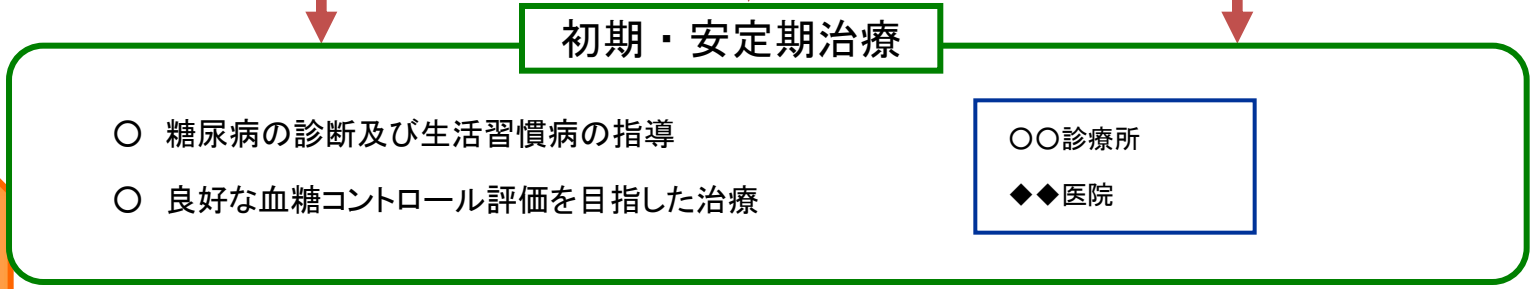 初期・安定期治療
○ 糖尿病の診断及び生活習慣病の指導
○ 良好な血糖コントロール評価を目指した治療
○○診療所
◆◆医院